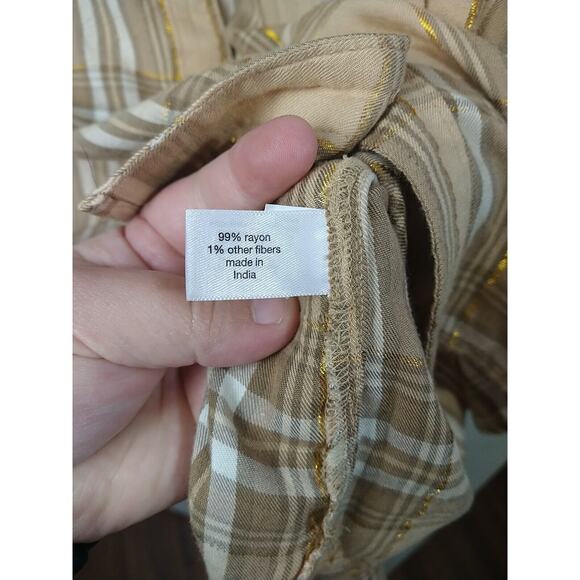 99% rayon
1% other fibers
made in
India